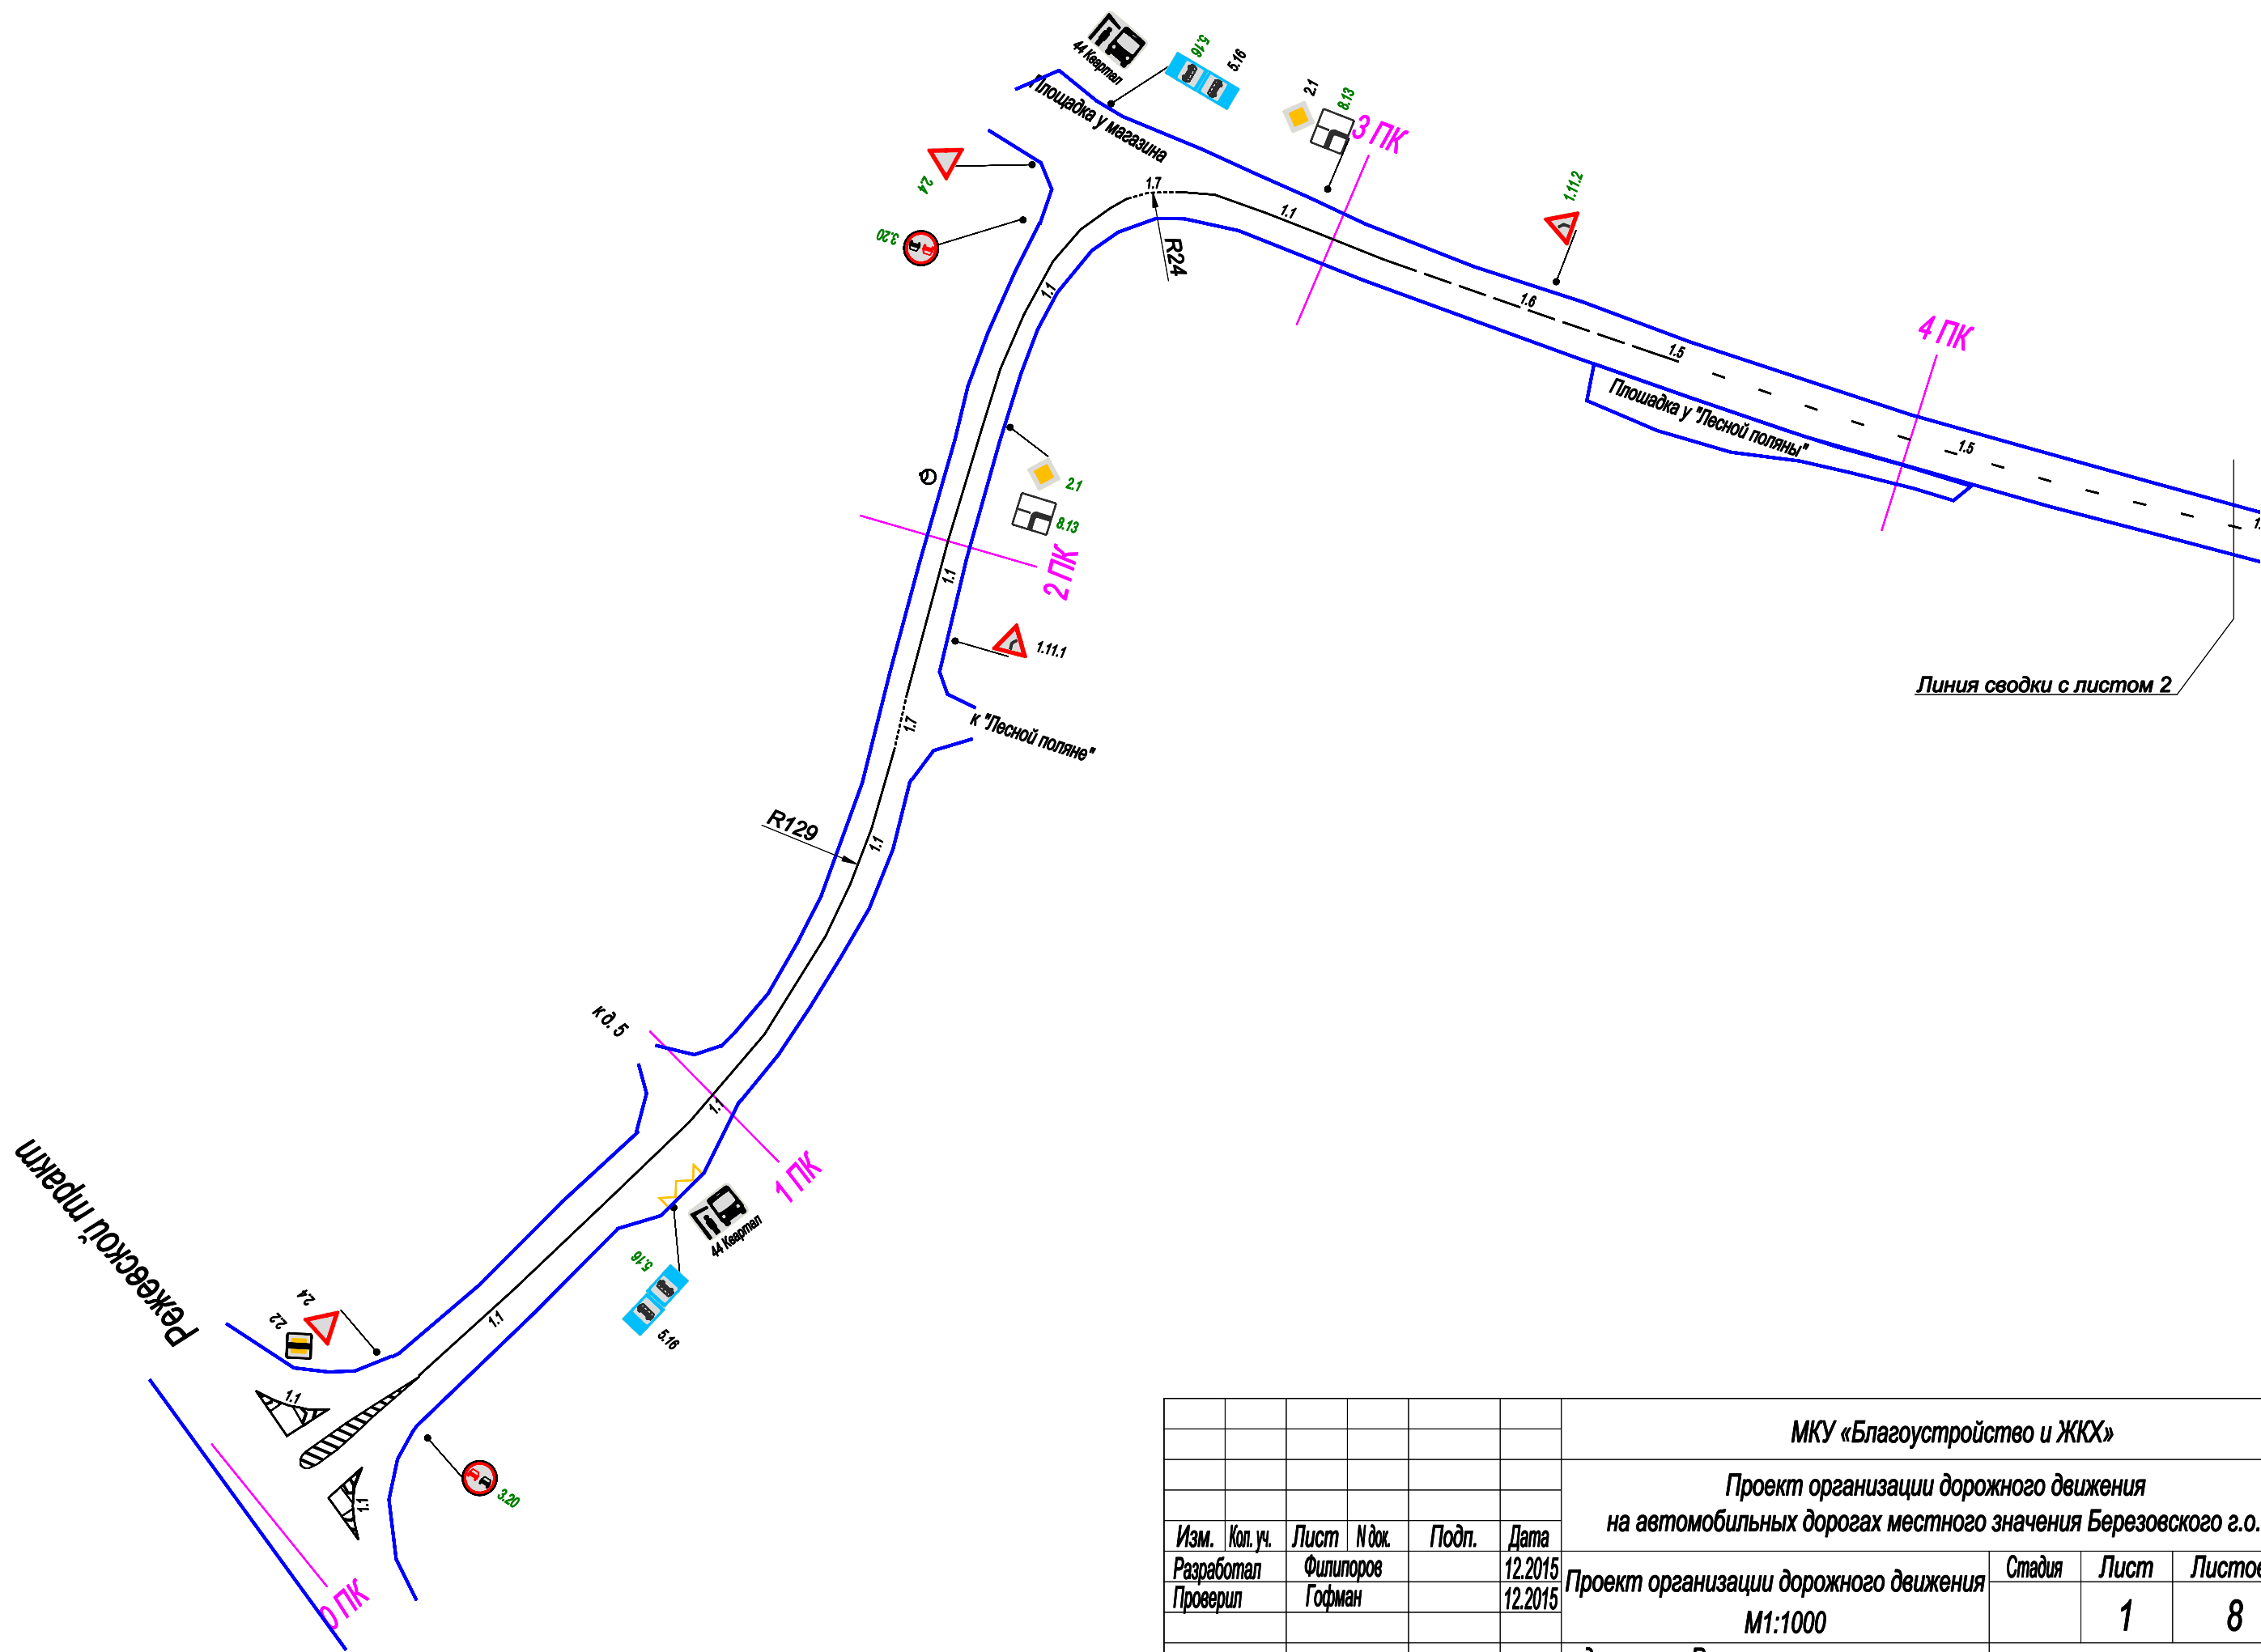 44 Квартал
5.16
5.16
Площадка у магазина
2.1
8.13
3 ПК
1.11.2
2.4
3.20
1.7
R24
1.1
1.1
1.6
1.5
4 ПК
Плошадка у "Лесной поляны"
1.5
2.1
8.13
2 ПК
1.1
1.11.1
Линия сводки с листом 2
1.7
к "Лесной поляне"
R129
1.1
к д. 5
1.1
1 ПК
44 Квартал
5.16
5.16
Режевской тракт
2.4
2.2
1.1
1.1
1.1
3.20
0 ПК
МКУ «Благоустройство и ЖКХ»
Проект организации дорожного движения
на автомобильных дорогах местного значения Березовского г.о.
Изм. Кол. уч. Лист N док. Подп. Дата
Разработал Филипоров 12.2015
Проверил Гофман 12.2015
Проект организации дорожного движения
М1:1000
Стадия Лист
1 8